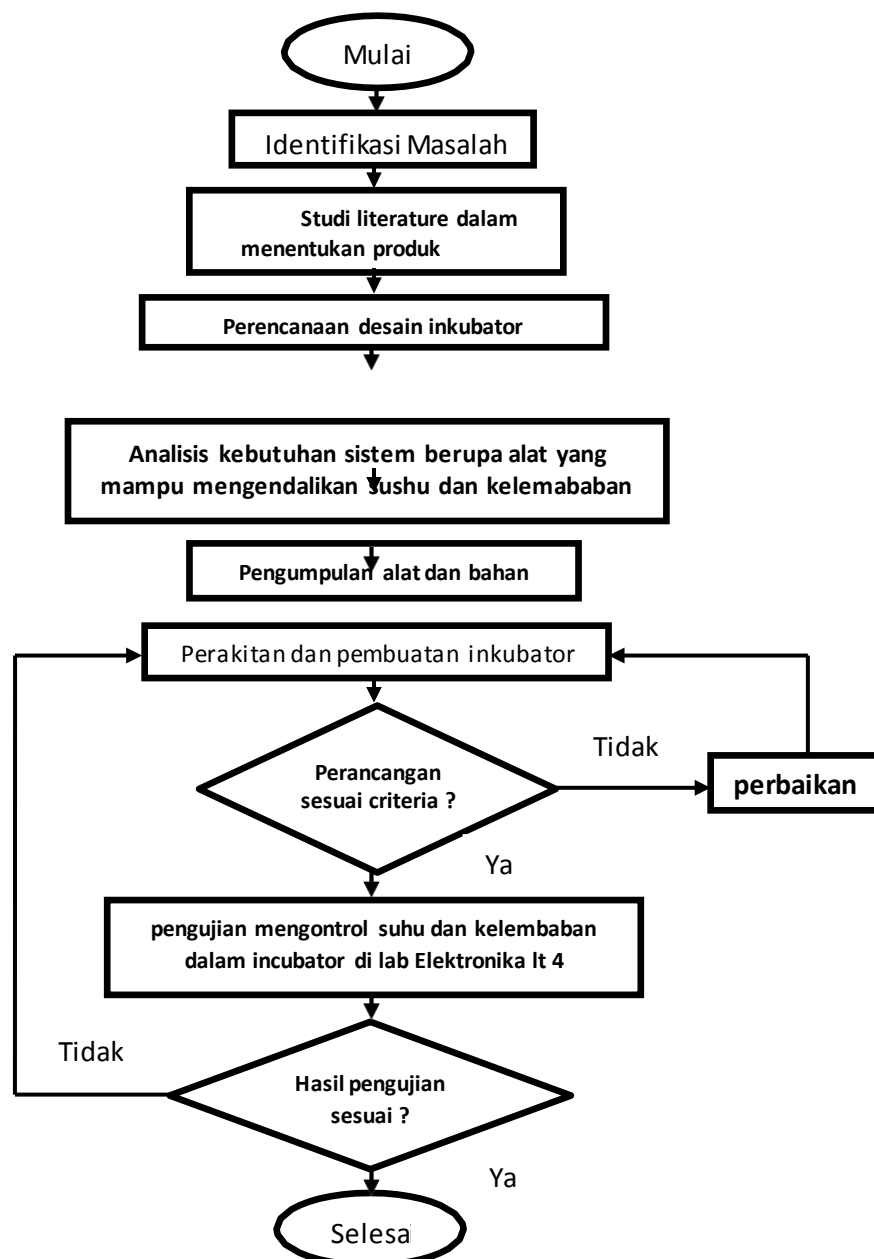 Mulai
Identifikasi Masalah
Studi literature dalam
menentukan produk
Perencanaan desain inkubator
Analisis kebutuhan sistem berupa alat yang
mampu mengendalikan sushu dan kelemababan
Pengumpulan alat dan bahan
Perakitan dan pembuatan inkubator
Tidak
Perancangan
sesuai criteria ?
perbaikan
Ya
pengujian mengontrol suhu dan kelembaban
dalam incubator di lab Elektronika lt 4
Tidak
Hasil pengujian
sesuai ?
Ya
Selesai